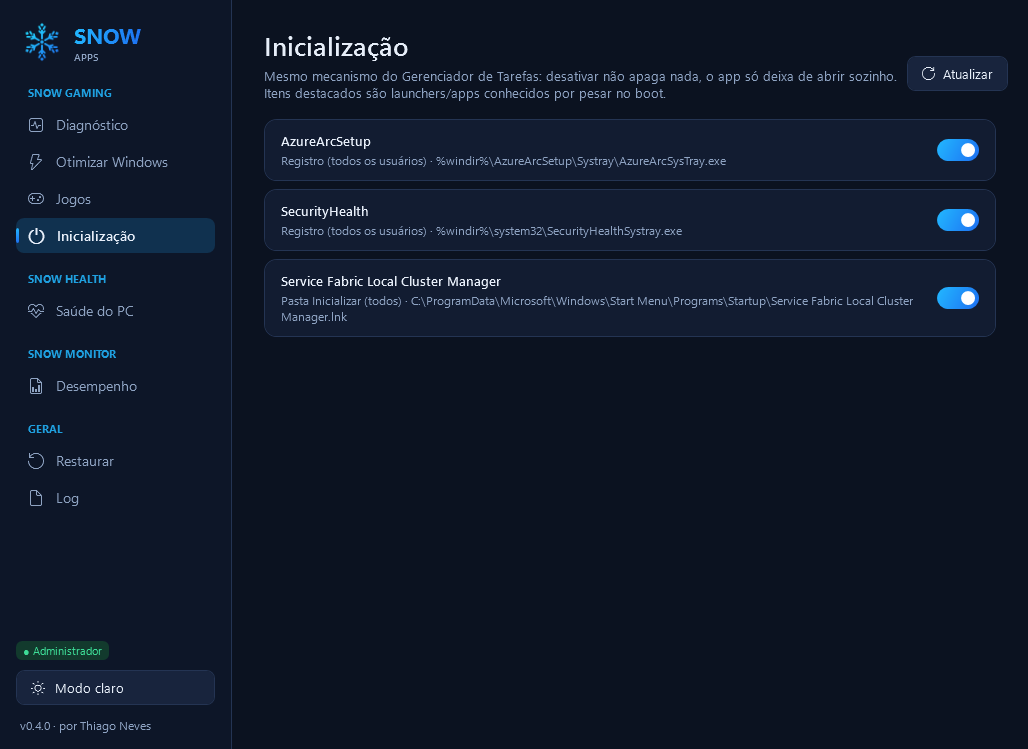 SNOW
APPS
SNOW GAMING
Diagnóstico
Otimizar Windows
Jogos
Inicialização
SNOW HEALTH
Saúde do PC
SNOW MONITOR
Desempenho
GERAL
Restaurar
Log
● Administrador
Modo claro
v0.4.0 · por Thiago Neves
Inicialização
Mesmo mecanismo do Gerenciador de Tarefas: desativar não apaga nada, o app só deixa de abrir sozinho.
Itens destacados são launchers/apps conhecidos por pesar no boot.
Atualizar
AzureArcSetup
Registro (todos os usuários) · %windir%\AzureArcSetup\Systray\AzureArcSysTray.exe
SecurityHealth
Registro (todos os usuários) · %windir%\system32\SecurityHealthSystray.exe
Service Fabric Local Cluster Manager
Pasta Inicializar (todos) · C:\ProgramData\Microsoft\Windows\Start Menu\Programs\Startup\Service Fabric Local Cluster
Manager.lnk